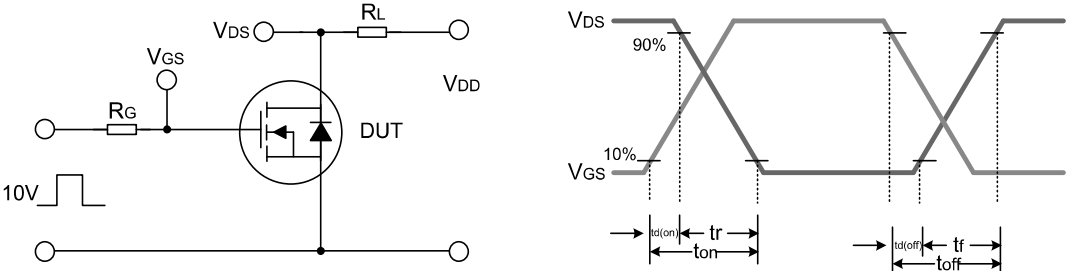 VDS
RL
VGS
VDD
RG
DUT
10V
VDS
90%
10%
VGS
td(on)
tr
ton
td(off)
tf
toff